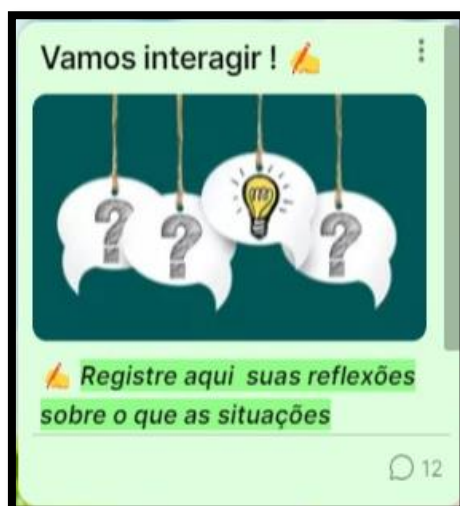 Vamos interagir ! ✍️
? ? ?
✍️ Registre aqui suas reflexões
sobre o que as situações
12